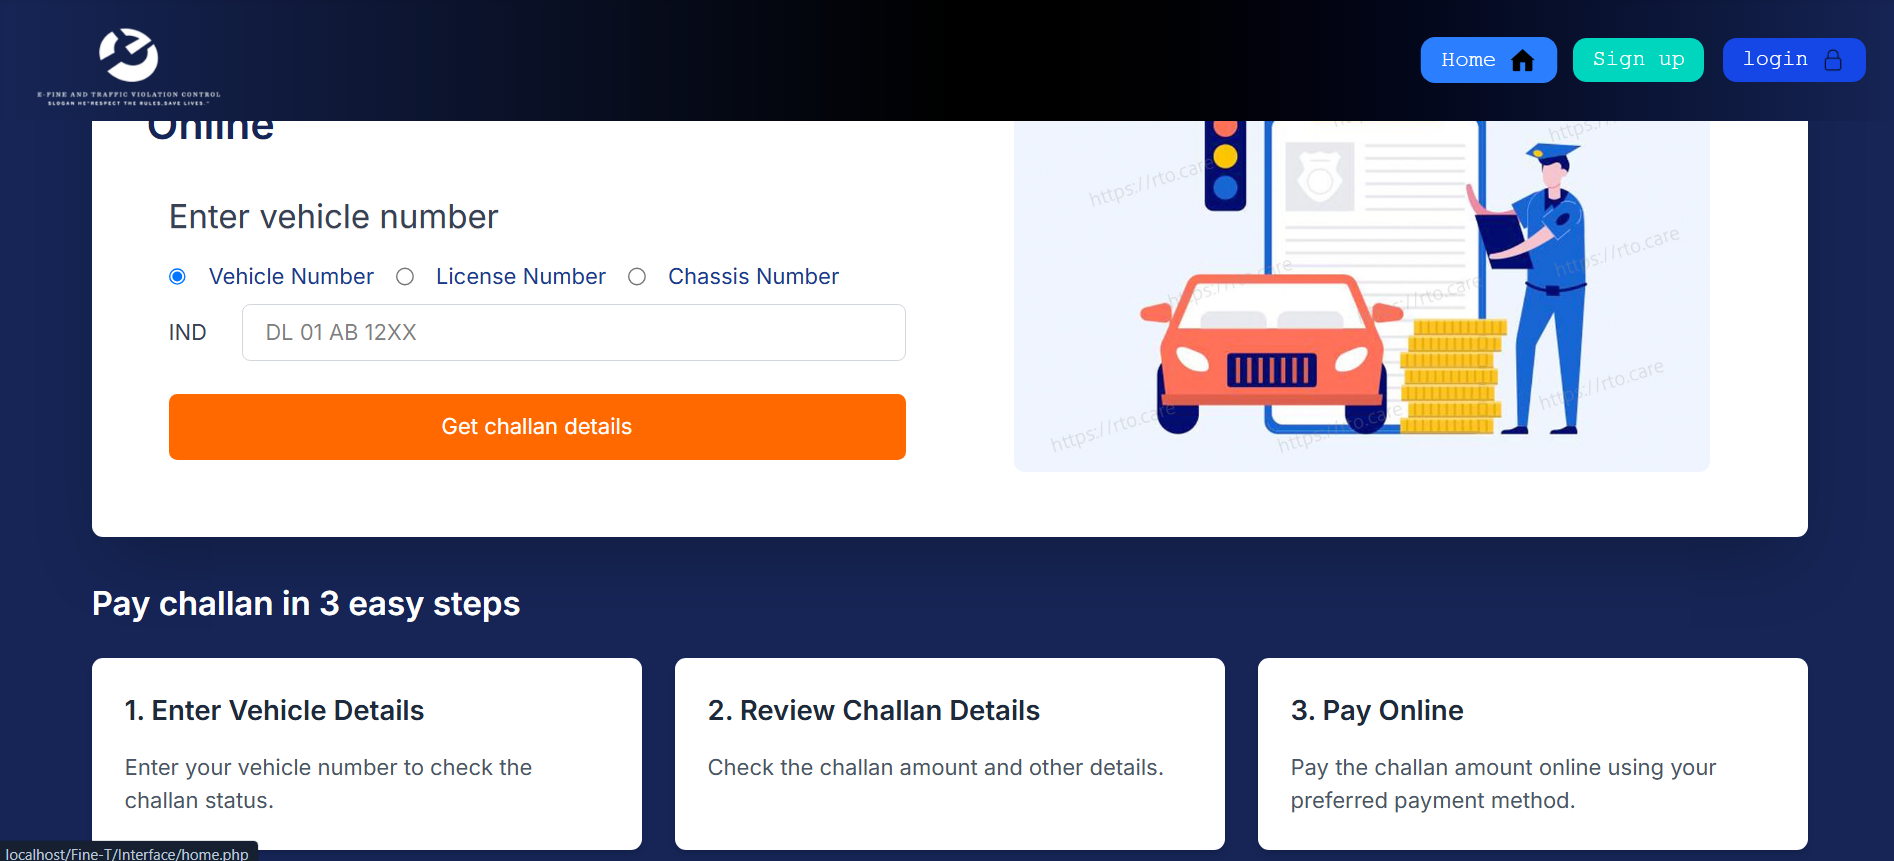 E-FINE AND TRAFFIC VIOLATION CONTROL
SLOGAN HE"RESPECT THE RULES,SAVE LIVES."
Home
Sign up
login
Online
Enter vehicle number
Vehicle Number
License Number
Chassis Number
IND
DL 01 AB 12XX
Get challan details
https://rto.care
https://rto.care
https://rto.care
https://rto.care
https://rto.care
https://rto.care
Pay challan in 3 easy steps
1. Enter Vehicle Details
Enter your vehicle number to check the
challan status.
2. Review Challan Details
Check the challan amount and other details.
3. Pay Online
Pay the challan amount online using your
preferred payment method.
localhost/Fine-T/Interface/home.php